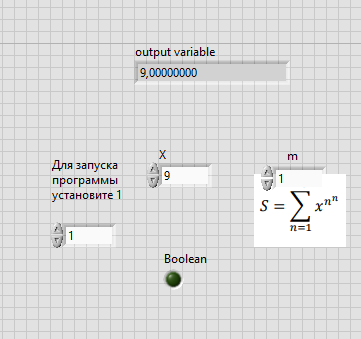 output variable
9,00000000
X
9
m
1
Для запуска
программы
установите 1
1
S = ∑ x^{n^n}
n=1
Boolean